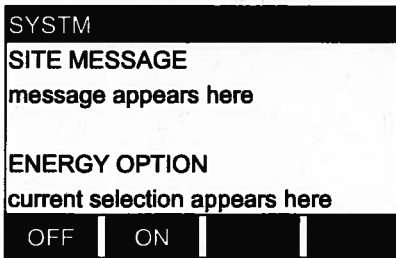 SYSTM
SITE MESSAGE
message appears here
ENERGY OPTION
current selection appears here
OFF ON